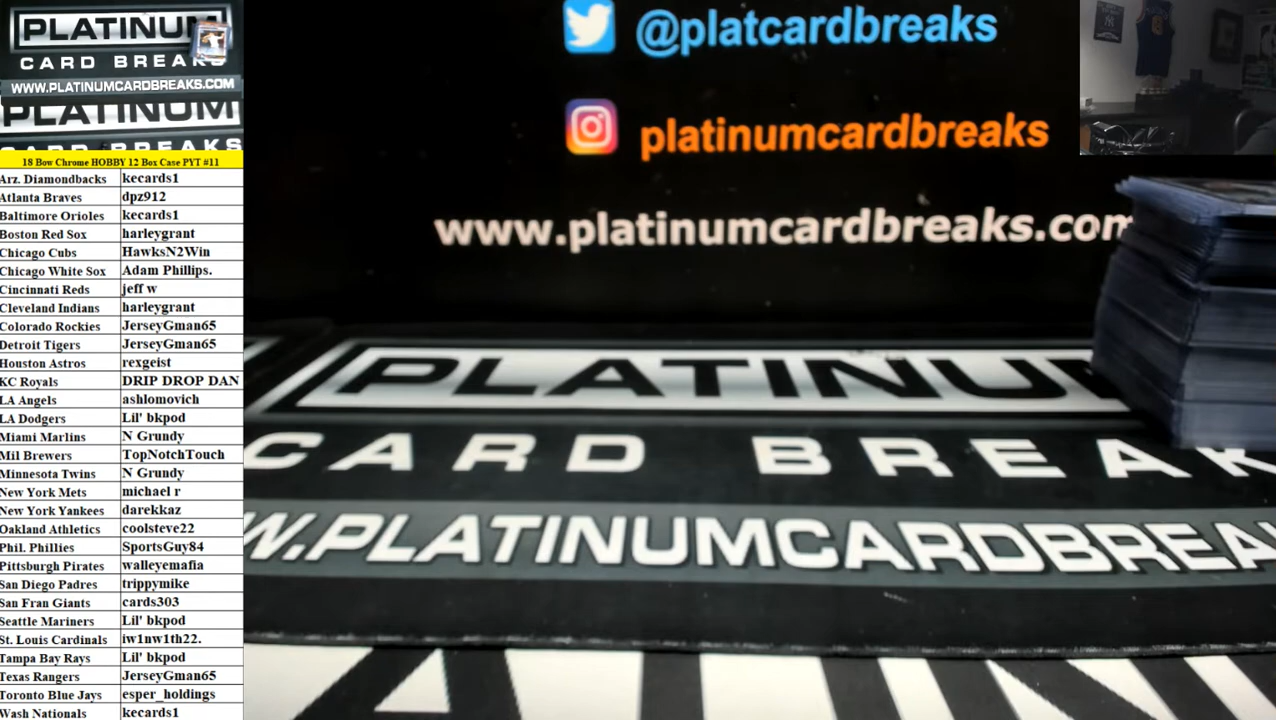 PLATINUM
CARD BREAKS
WWW.PLATINUMCARDBREAKS.COM
PLATINUM
CARD BREAKS
18 Bow Chrome HOBBY 12 Box Case PYT #11
Arz. Diamondbacks kecards1
Atlanta Braves dpz912
Baltimore Orioles kecards1
Boston Red Sox harleygrant
Chicago Cubs HawksN2Win
Chicago White Sox Adam Phillips.
Cincinnati Reds jeff w
Cleveland Indians harleygrant
Colorado Rockies JerseyGman65
Detroit Tigers JerseyGman65
Houston Astros rexgeist
KC Royals DRIP DROP DAN
LA Angels ashlomovich
LA Dodgers Lil' bkpod
Miami Marlins N Grundy
Mil Brewers TopNotchTouch
Minnesota Twins N Grundy
New York Mets michael r
New York Yankees darekkaz
Oakland Athletics coolsteve22
Phil. Phillies SportsGuy84
Pittsburgh Pirates walleyemafia
San Diego Padres trippymike
San Fran Giants cards303
Seattle Mariners Lil' bkpod
St. Louis Cardinals iw1nw1th22.
Tampa Bay Rays Lil' bkpod
Texas Rangers JerseyGman65
Toronto Blue Jays esper_holdings
Wash Nationals kecards1
@platcardbreaks
platinumcardbreaks
www.platinumcardbreaks.com
PLATINU
CARD BREAK
W.PLATINUMCARDBREA
ATIN